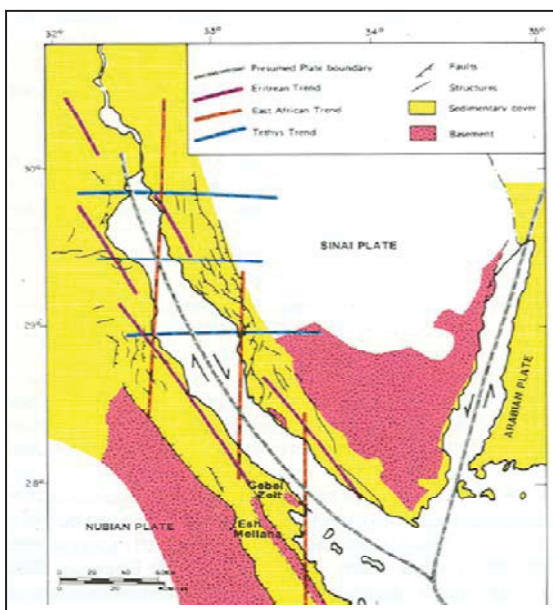 32° 33° 34° 35°
Presumed Plate boundary
Eritrean Trend
East African Trend
Tethys Trend
Faults
Structures
Sedimentary cover
Basement
30°
SINAI PLATE
29°
ARABIAN PLATE
28°
Gebel
Zeit
Esh
Mellaha
NUBIAN PLATE
0 20 40